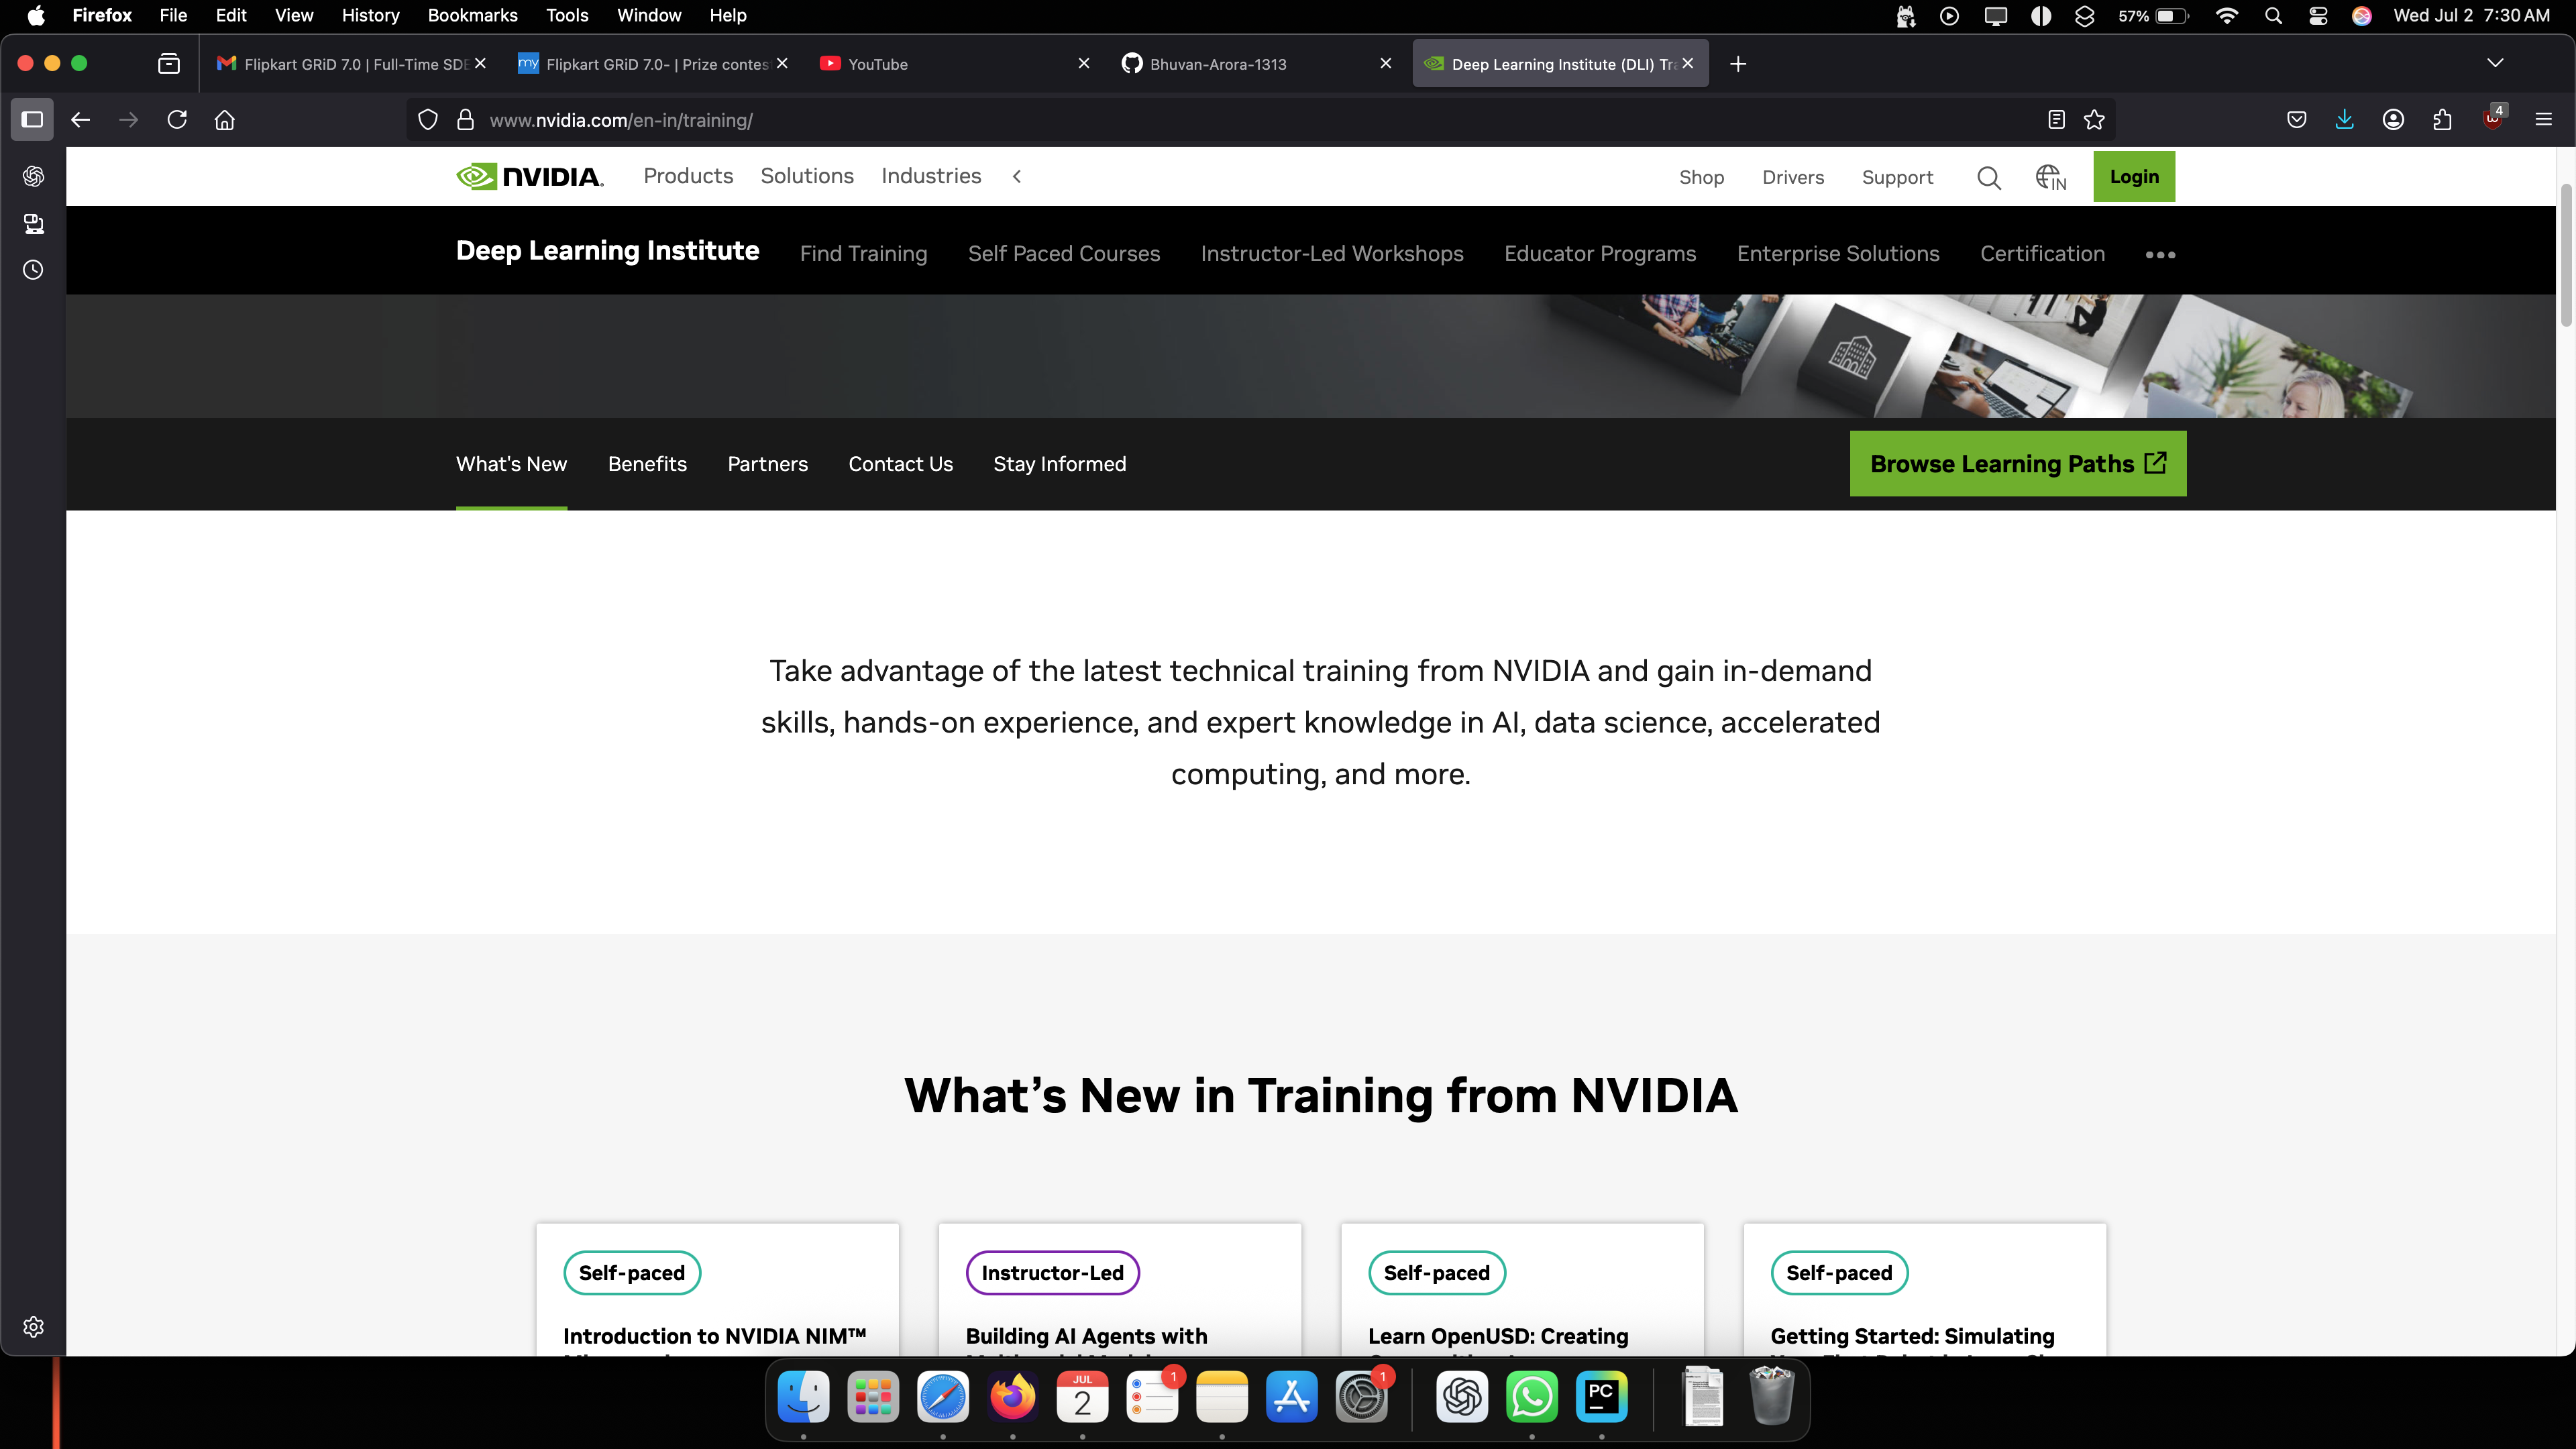 Firefox File Edit View History Bookmarks Tools Window Help 57% Wed Jul 2 7:30 AM
Flipkart GRiD 7.0 | Full-Time SDE my Flipkart GRiD 7.0- | Prize contes YouTube Bhuvan-Arora-1313 Deep Learning Institute (DLI) Tra
www.nvidia.com/en-in/training/ 4
NVIDIA. Products Solutions Industries Shop Drivers Support IN Login
Deep Learning Institute Find Training Self Paced Courses Instructor-Led Workshops Educator Programs Enterprise Solutions Certification
What's New Benefits Partners Contact Us Stay Informed Browse Learning Paths
Take advantage of the latest technical training from NVIDIA and gain in-demand
skills, hands-on experience, and expert knowledge in AI, data science, accelerated
computing, and more.
What’s New in Training from NVIDIA
Self-paced Instructor-Led Self-paced Self-paced
Introduction to NVIDIA NIM™ Building AI Agents with Learn OpenUSD: Creating Getting Started: Simulating
JUL 1 1
2 PC